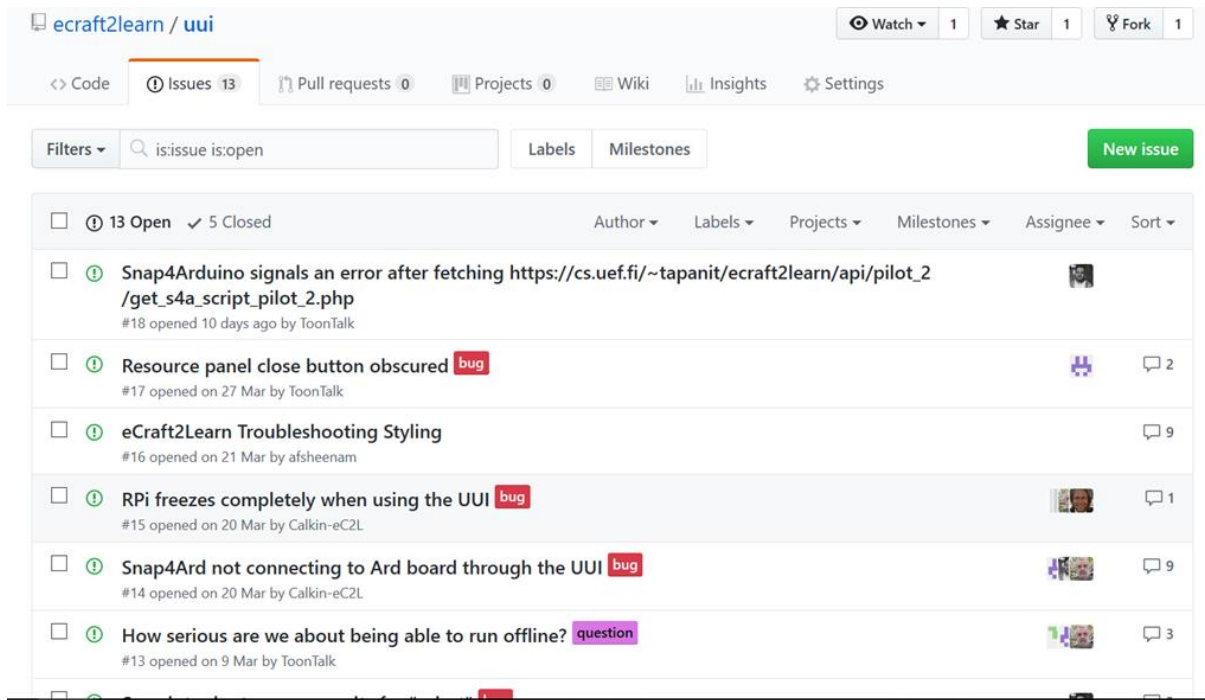 ecraft2learn / uui
Watch 1 Star 1 Fork 1
<> Code Issues 13 Pull requests 0 Projects 0 Wiki Insights Settings
Filters is:issue is:open Labels Milestones New issue
13 Open 5 Closed Author Labels Projects Milestones Assignee Sort
Snap4Arduino signals an error after fetching https://cs.uef.fi/~tapanit/ecraft2learn/api/pilot_2
/get_s4a_script_pilot_2.php
#18 opened 10 days ago by ToonTalk
Resource panel close button obscured bug 2
#17 opened on 27 Mar by ToonTalk
eCraft2Learn Troubleshooting Styling 9
#16 opened on 21 Mar by afsheenam
RPi freezes completely when using the UUI bug 1
#15 opened on 20 Mar by Calkin-eC2L
Snap4Ard not connecting to Ard board through the UUI bug 9
#14 opened on 20 Mar by Calkin-eC2L
How serious are we about being able to run offline? question 3
#13 opened on 9 Mar by ToonTalk